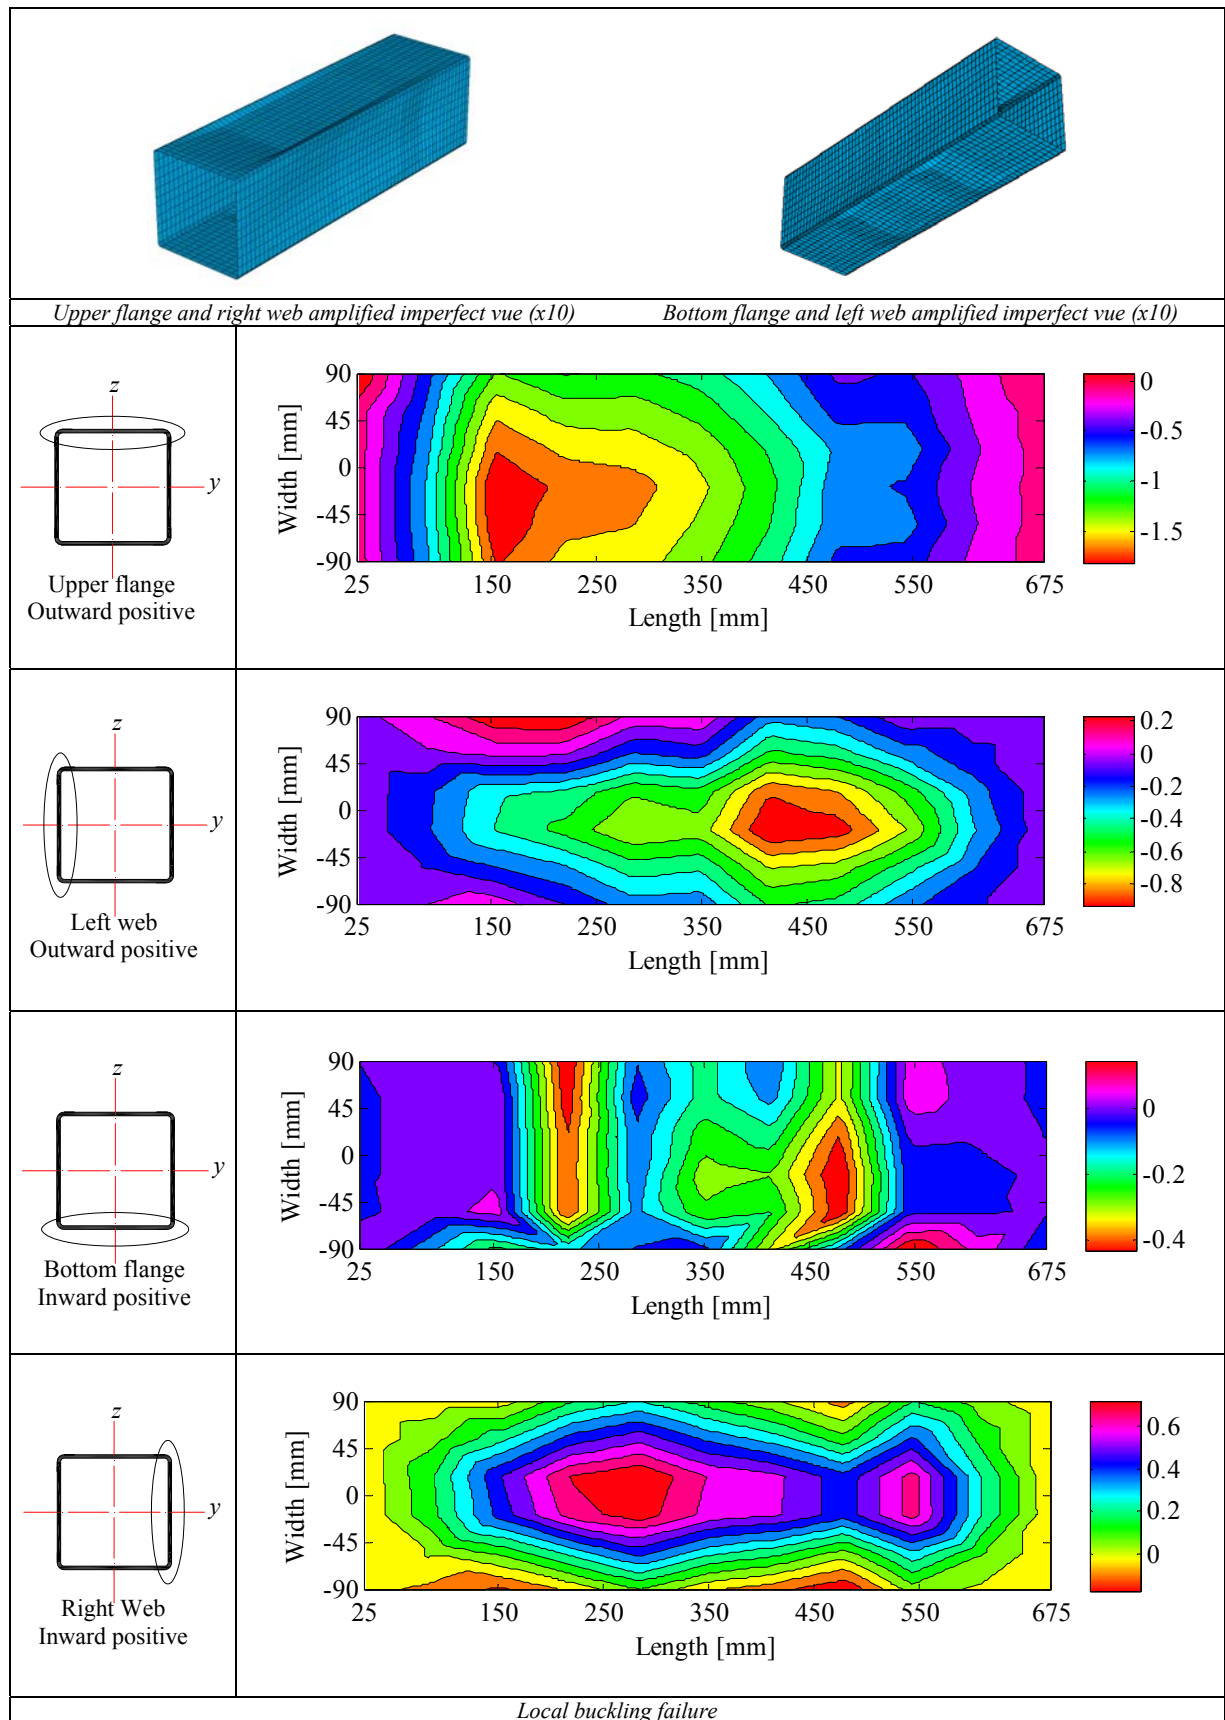 Upper flange and right web amplified imperfect vue (x10)
Bottom flange and left web amplified imperfect vue (x10)
z
y
Upper flange
Outward positive
Width [mm]
90
45
0
-45
-90
25 150 250 350 450 550 675
Length [mm]
0
-0.5
-1
-1.5
z
y
Left web
Outward positive
Width [mm]
90
45
0
-45
-90
25 150 250 350 450 550 675
Length [mm]
0.2
0
-0.2
-0.4
-0.6
-0.8
z
y
Bottom flange
Inward positive
Width [mm]
90
45
0
-45
-90
25 150 250 350 450 550 675
Length [mm]
0
-0.2
-0.4
z
y
Right Web
Inward positive
Width [mm]
90
45
0
-45
-90
25 150 250 350 450 550 675
Length [mm]
0.6
0.4
0.2
0
Local buckling failure